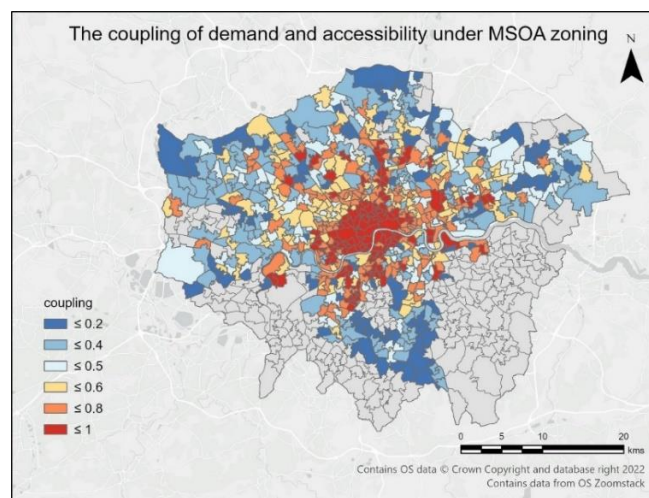 The coupling of demand and accessibility under MSOA zoning
N
coupling
≤ 0.2
≤ 0.4
≤ 0.5
≤ 0.6
≤ 0.8
≤ 1
0 5 10 20
kms
Contains OS data © Crown Copyright and database right 2022
Contains data from OS Zoomstack